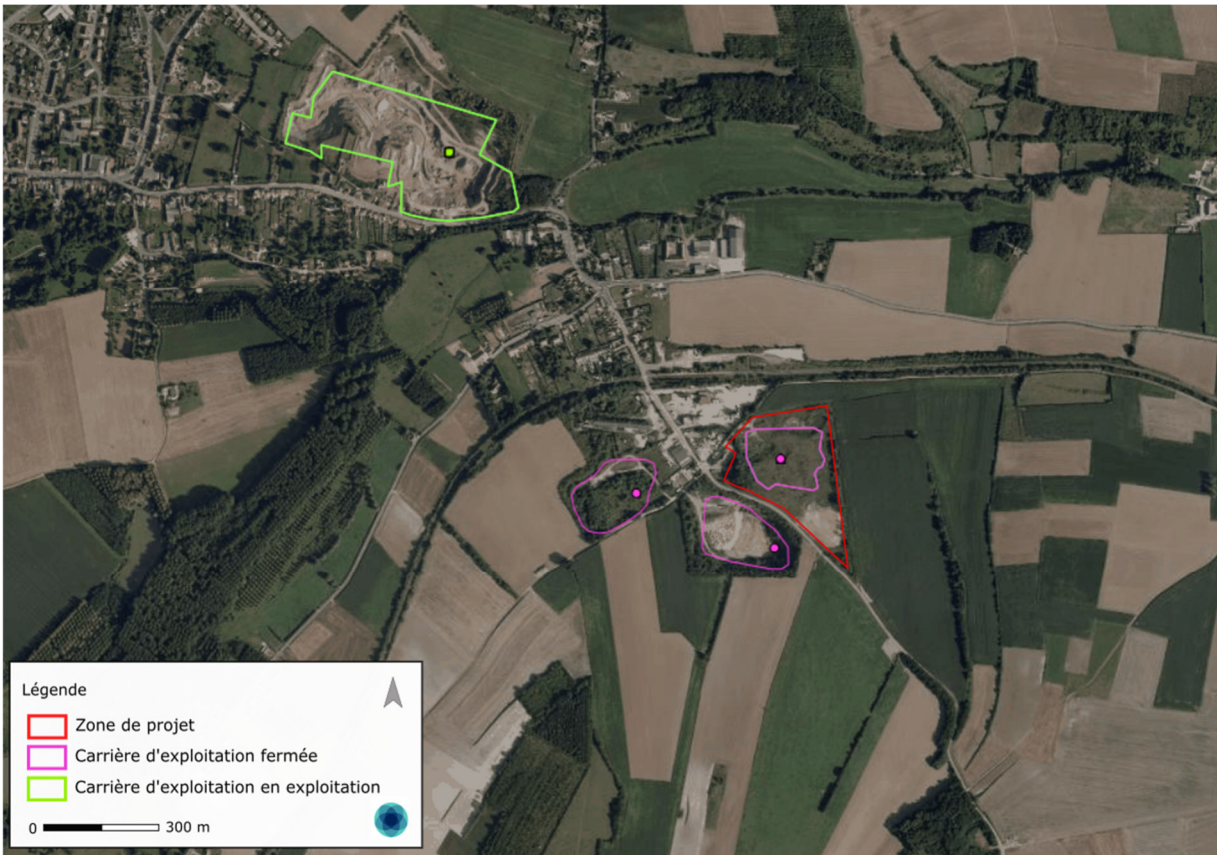 Légende
Zone de projet
Carrière d'exploitation fermée
Carrière d'exploitation en exploitation
0 300 m